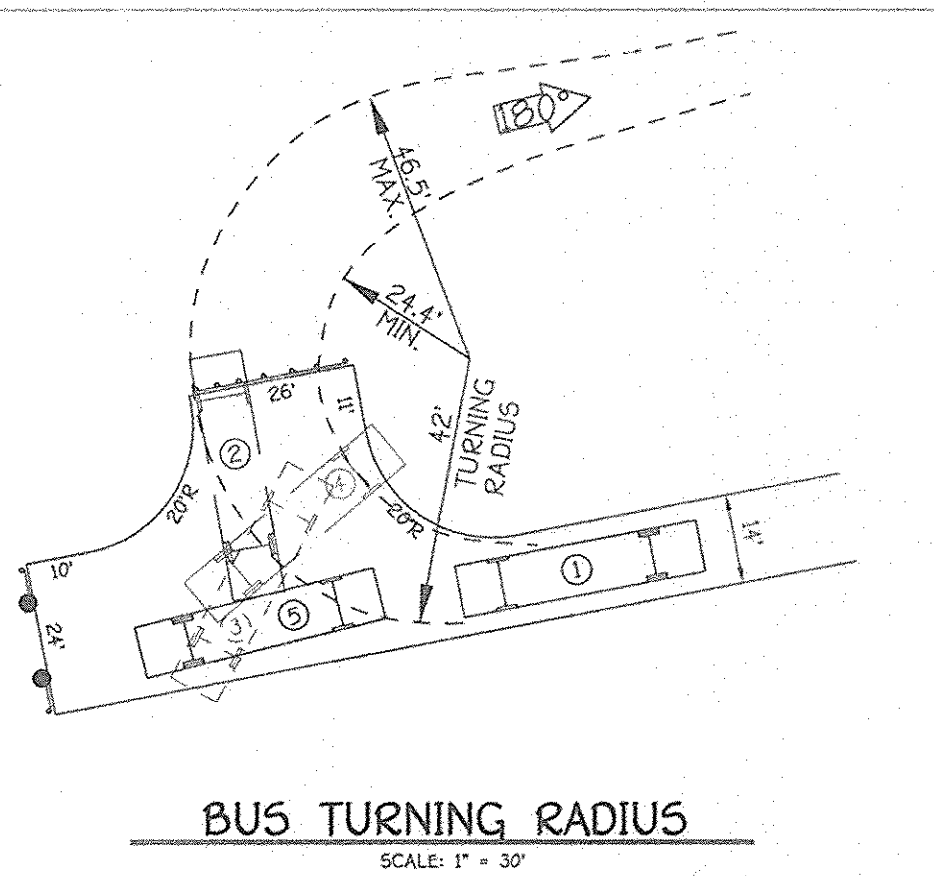 180°
46.5'
MAX.
24.4'
MIN.
26'
11'
42'
TURNING
RADIUS
2
4
20'R
20'R
14'
1
10'
24'
5
3
BUS TURNING RADIUS
SCALE: 1" = 30'